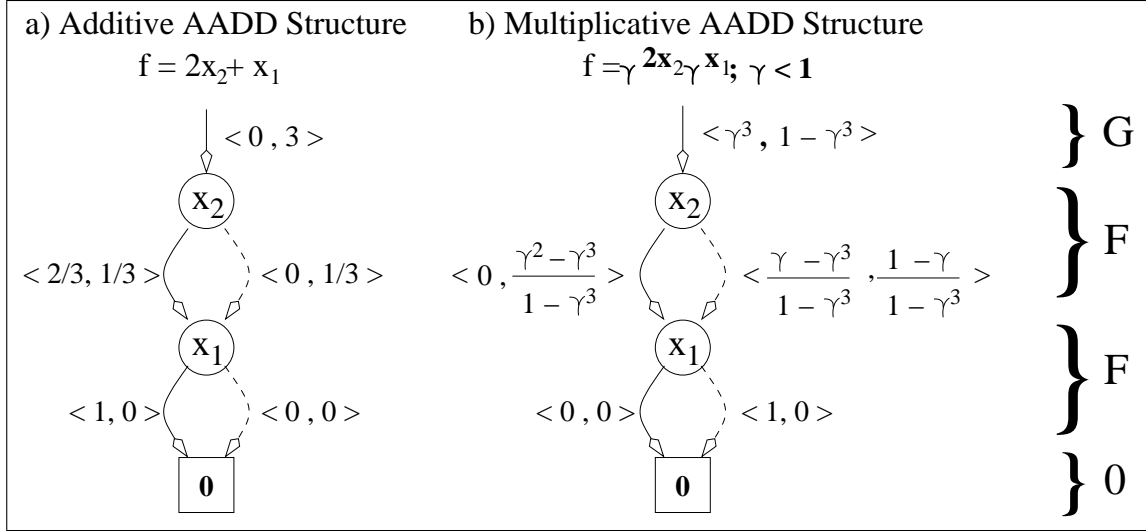 a) Additive AADD Structure
f = 2x₂+ x₁
< 0 , 3 >
x₂
< 2/3, 1/3 >
< 0 , 1/3 >
x₁
< 1, 0 >
< 0 , 0 >
0
b) Multiplicative AADD Structure
f =γ^2x₂ γ^x₁; γ < 1
< γ³ , 1 − γ³ >
x₂
< 0 , (γ² − γ³)/(1 − γ³) >
< (γ − γ³)/(1 − γ³) , (1 − γ)/(1 − γ³) >
x₁
< 0 , 0 >
< 1, 0 >
0
} G
} F
} F
} 0